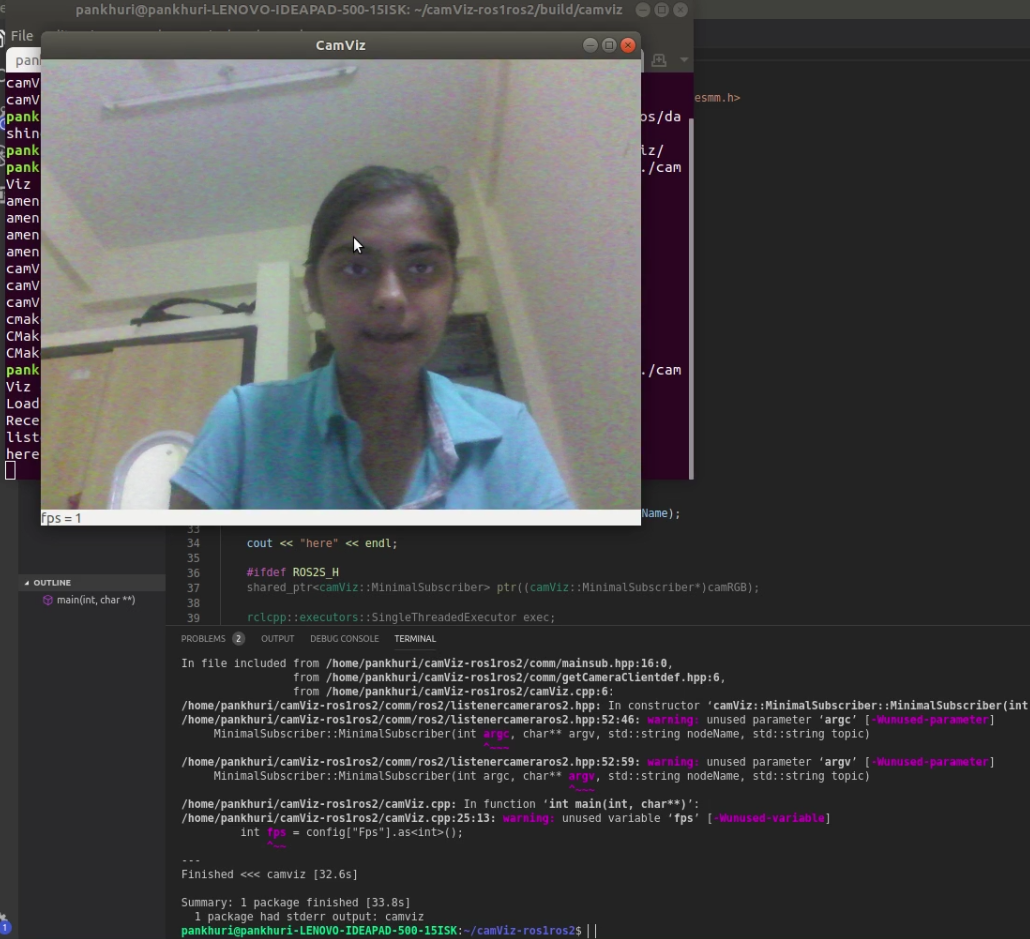 pankhuri@pankhuri-LENOVO-IDEAPAD-500-15ISK: ~/camViz-ros1ros2/build/camviz
File
CamViz
pan
camV
camV
esmm.h>
pank os/da
shin
pank iz/
pank ./cam
Viz
amen
amen
amen
amen
camV
camV
camV
cmak
CMak
CMak
pank ./cam
Viz
Load
Rece
list
here
Name);
fps = 1
33
34 cout << "here" << endl;
35
36 #ifdef ROS2S_H
37 shared_ptr<camViz::MinimalSubscriber> ptr((camViz::MinimalSubscriber*)camRGB);
38
39 rclcpp::executors::SingleThreadedExecutor exec;
OUTLINE
main(int, char **)
PROBLEMS 2 OUTPUT DEBUG CONSOLE TERMINAL
In file included from /home/pankhuri/camViz-ros1ros2/comm/mainsub.hpp:16:0,
from /home/pankhuri/camViz-ros1ros2/comm/getCameraClientdef.hpp:6,
from /home/pankhuri/camViz-ros1ros2/camViz.cpp:6:
/home/pankhuri/camViz-ros1ros2/comm/ros2/listenercameraros2.hpp: In constructor ‘camViz::MinimalSubscriber::MinimalSubscriber(int
/home/pankhuri/camViz-ros1ros2/comm/ros2/listenercameraros2.hpp:52:46: warning: unused parameter ‘argc’ [-Wunused-parameter]
MinimalSubscriber::MinimalSubscriber(int argc, char** argv, std::string nodeName, std::string topic)
^~~~
/home/pankhuri/camViz-ros1ros2/comm/ros2/listenercameraros2.hpp:52:59: warning: unused parameter ‘argv’ [-Wunused-parameter]
MinimalSubscriber::MinimalSubscriber(int argc, char** argv, std::string nodeName, std::string topic)
^~~~
/home/pankhuri/camViz-ros1ros2/camViz.cpp: In function ‘int main(int, char**)’:
/home/pankhuri/camViz-ros1ros2/camViz.cpp:25:13: warning: unused variable ‘fps’ [-Wunused-variable]
int fps = config["Fps"].as<int>();
^~~
---
Finished <<< camviz [32.6s]
Summary: 1 package finished [33.8s]
1 package had stderr output: camviz
pankhuri@pankhuri-LENOVO-IDEAPAD-500-15ISK:~/camViz-ros1ros2$
1